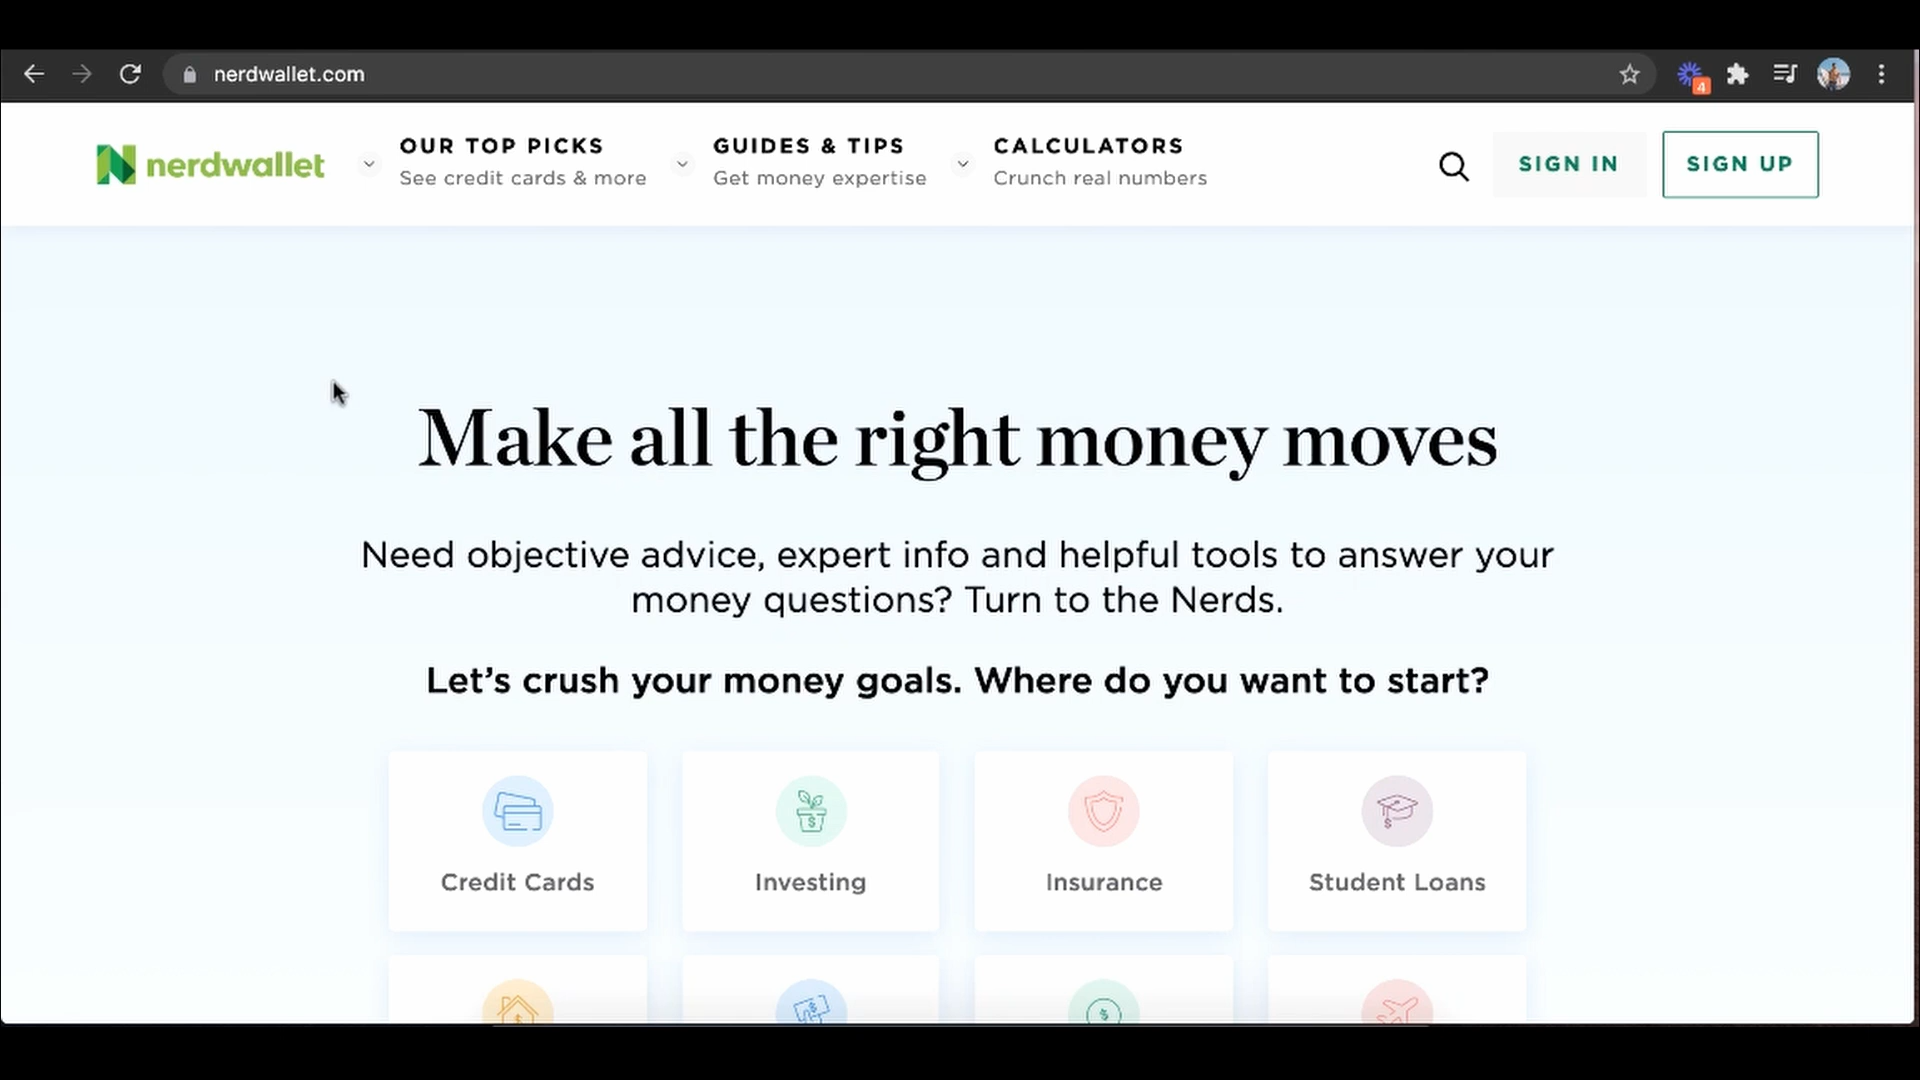 nerdwallet.com
4
nerdwallet
OUR TOP PICKS
See credit cards & more
GUIDES & TIPS
Get money expertise
CALCULATORS
Crunch real numbers
SIGN IN
SIGN UP
Make all the right money moves
Need objective advice, expert info and helpful tools to answer your
money questions? Turn to the Nerds.
Let’s crush your money goals. Where do you want to start?
Credit Cards
Investing
Insurance
Student Loans